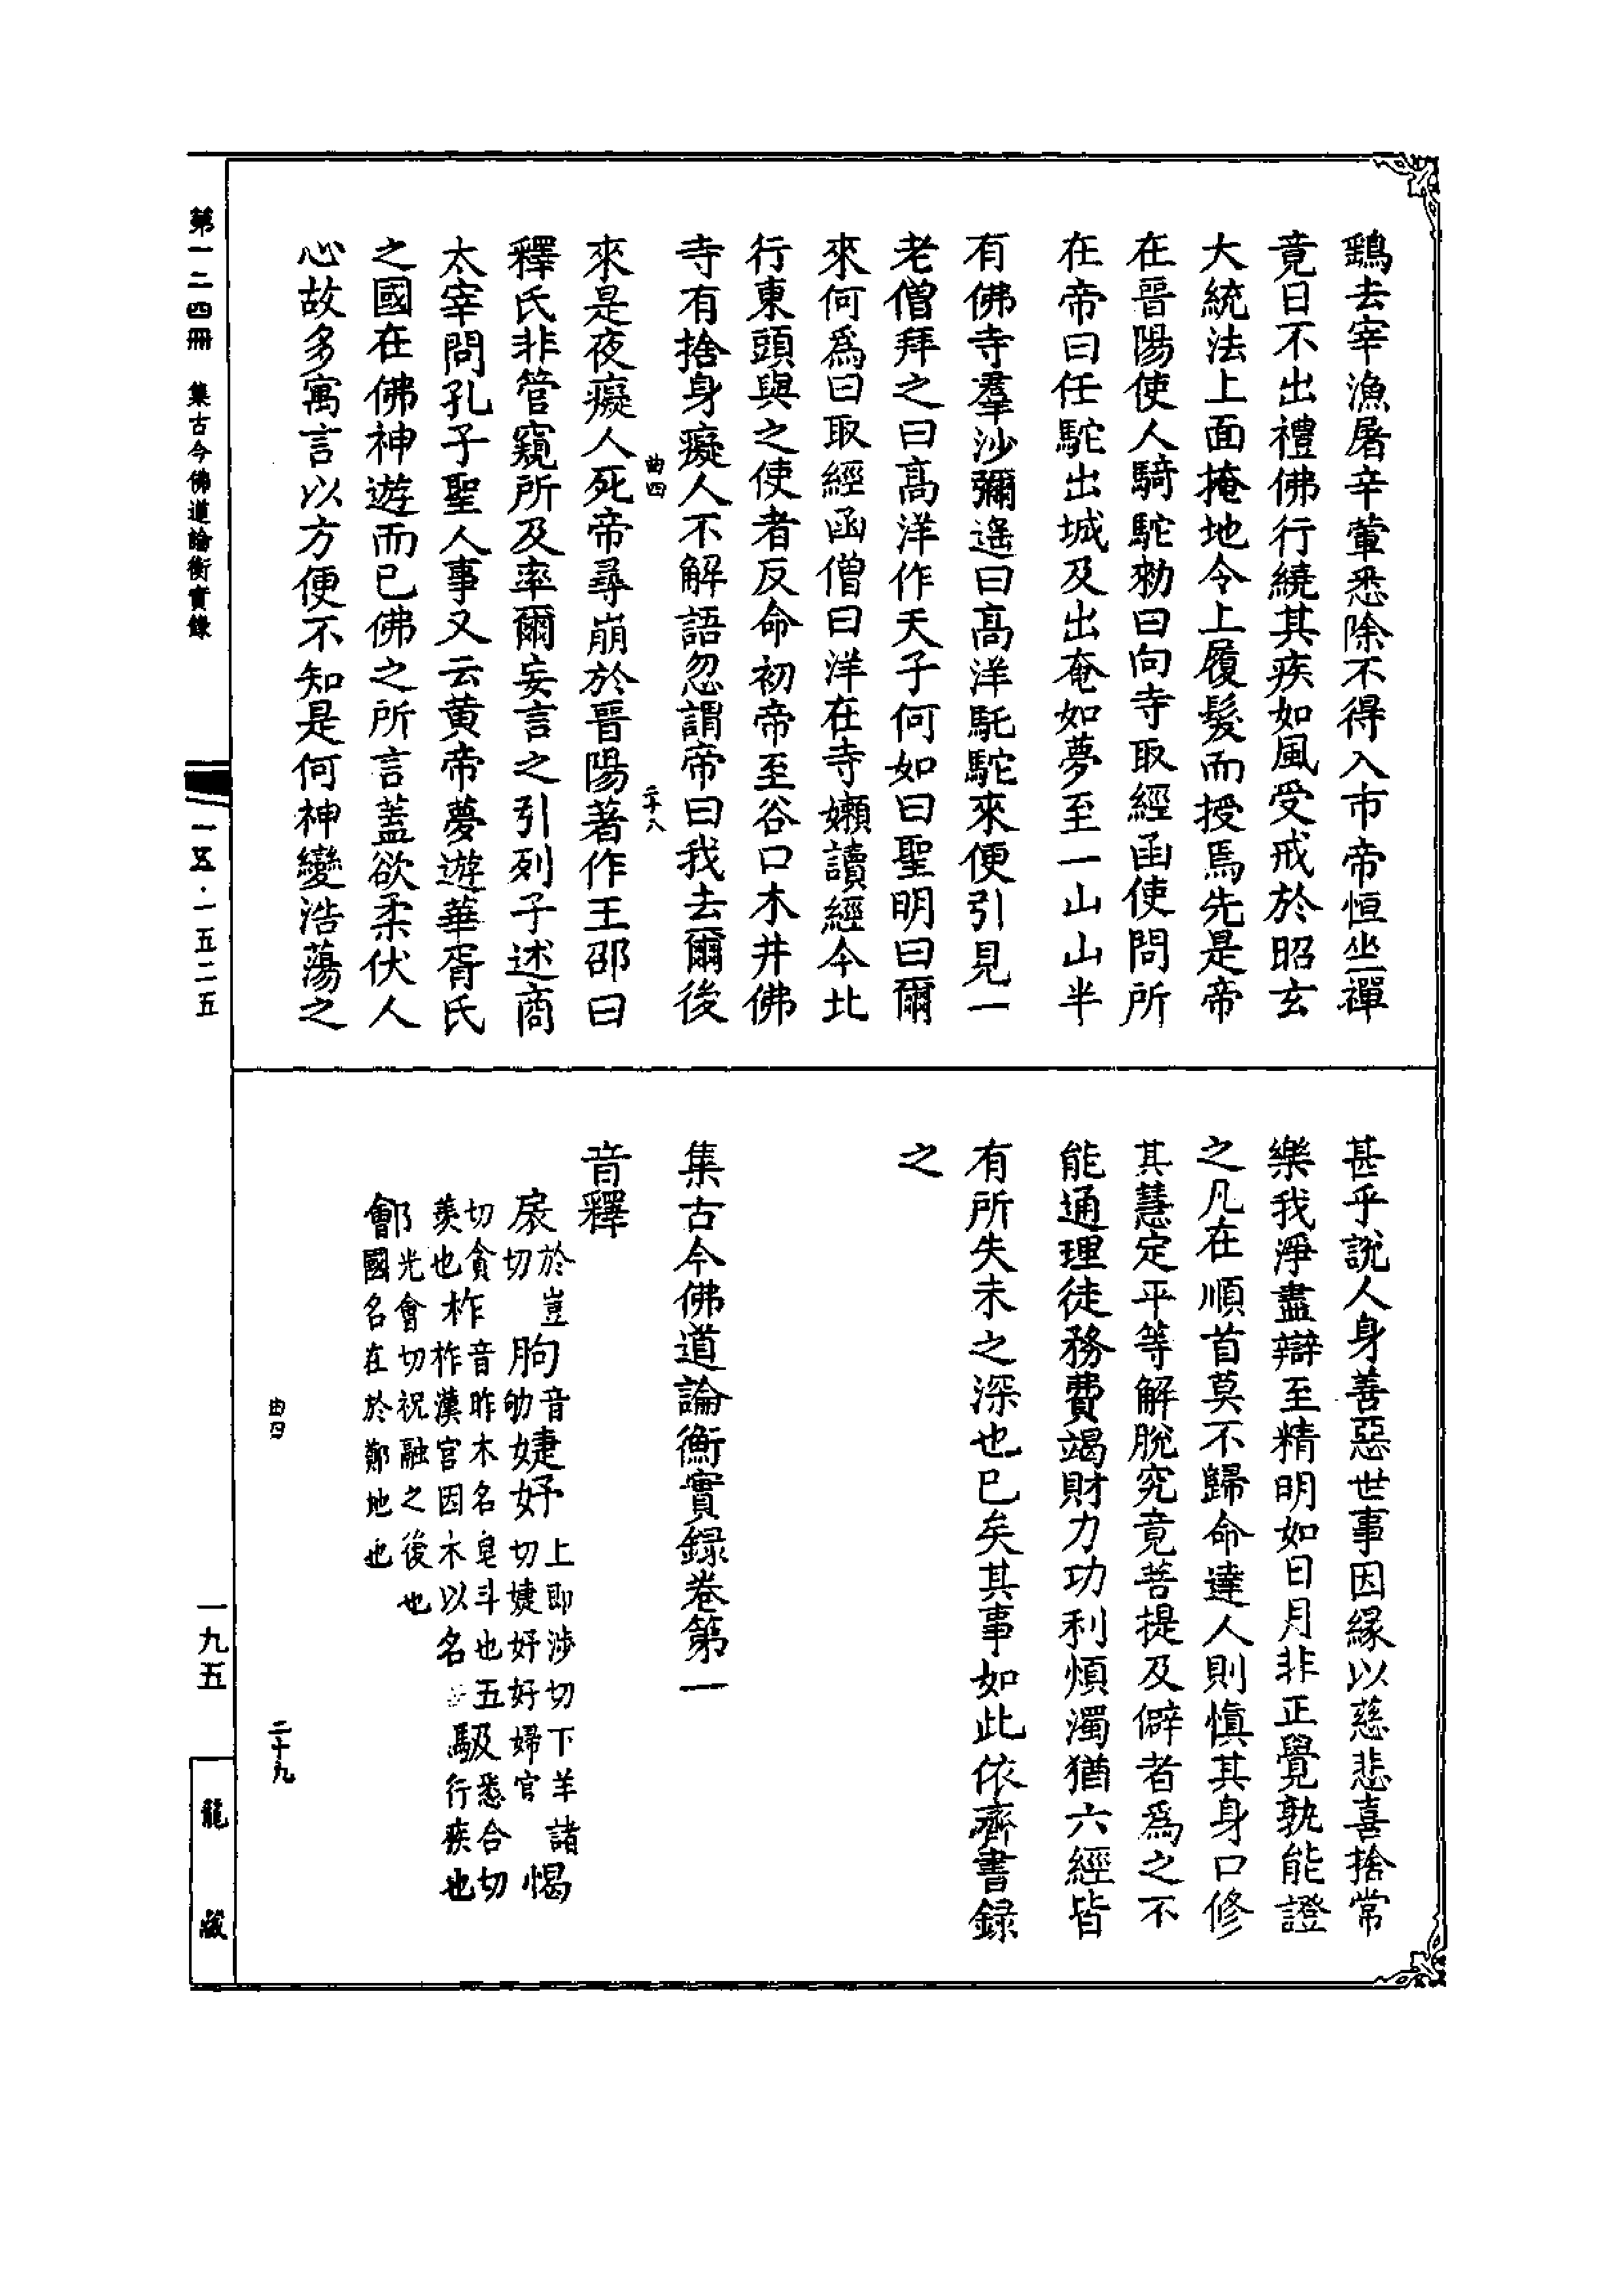 鷂去宰漁屠辛葷悉除不得入市帝恒坐禪
竟日不出禮佛行繞其疾如風受戒於昭玄
大統法上面掩地令上履髮而授焉先是帝
在晉陽使人騎駝勑曰向寺取經函使問所
在帝曰任駝出城及出奄如夢至一山山半
有佛寺羣沙彌遙曰高洋馲駝來便引見一
老僧拜之曰高洋作天子何如曰聖明曰爾
來何爲曰取經函僧曰洋在寺嬾讀經今北
行東頭與之使者反命初帝至谷口木井佛
寺有捨身癡人不解語忽謂帝曰我去爾後
曲四 二十八
來是夜癡人死帝尋崩於晉陽著作王邵曰
釋氏非管窺所及率爾妄言之引列子述商
太宰問孔子聖人事又云黃帝夢遊華胥氏
之國在佛神遊而已佛之所言蓋欲柔伏人
心故多寓言以方便不知是何神變浩蕩之
甚乎說人身善惡世事因緣以慈悲喜捨常
樂我淨盡辯至精明如日月非正覺孰能證
之凡在順首莫不歸命達人則慎其身口修
其慧定平等解脫究竟菩提及僻者爲之不
能通理徒務費竭財力功利煩濁猶六經皆
有所失未之深也已矣其事如此依齊書錄
之
集古今佛道論衡實錄卷第一
音釋
扆 於豈切 朐 音劬 婕妤 上即涉切下羊諸切婕妤妤婦官 愒
切貪羨也 柞 音昨木名皂斗也五柞漢官因木以名 馺 悉合切行疾也
鄶 光會切祝融之後也
國名在於鄭地也
曲四 二十九
第一二四冊 集古今佛道論衡實錄 一五·一五二五 一九五 龍藏